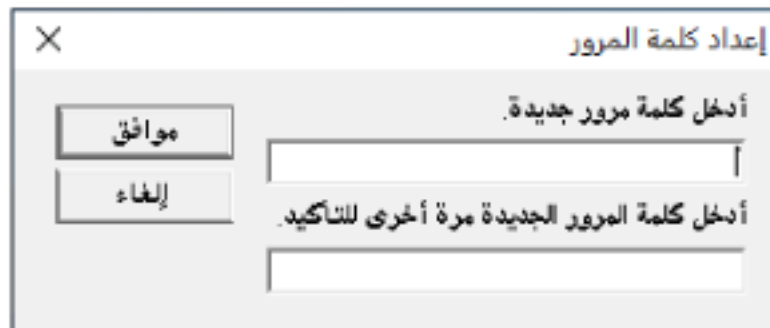 إعداد كلمة المرور
أدخل كلمة مرور جديدة.
موافق
إلغاء
أدخل كلمة المرور الجديدة مرة أخرى للتأكيد.